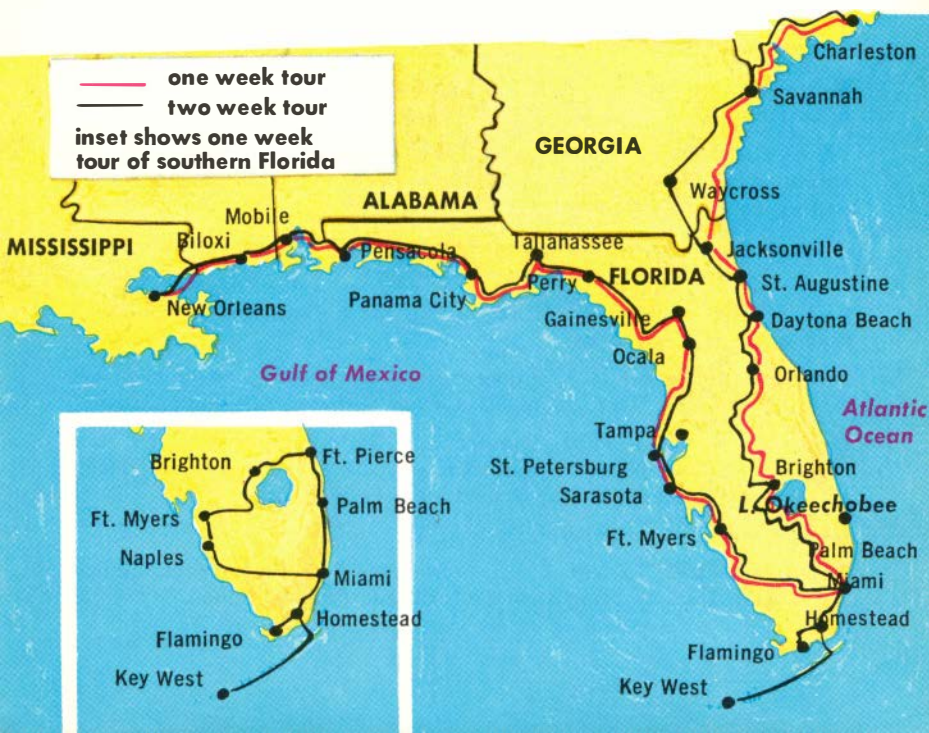 one week tour
two week tour
inset shows one week
tour of southern Florida
Charleston
Savannah
GEORGIA
Waycross
ALABAMA
Mobile
MISSISSIPPI
Biloxi
Pensacola
Tallahassee
Jacksonville
New Orleans
Panama City
Perry
FLORIDA
St. Augustine
Gainesville
Daytona Beach
Ocala
Orlando
Gulf of Mexico
Atlantic
Ocean
Tampa
St. Petersburg
Sarasota
Brighton
L. Okeechobee
Ft. Myers
Palm Beach
Miami
Homestead
Flamingo
Key West
Brighton
Ft. Pierce
Palm Beach
Ft. Myers
Naples
Miami
Homestead
Flamingo
Key West